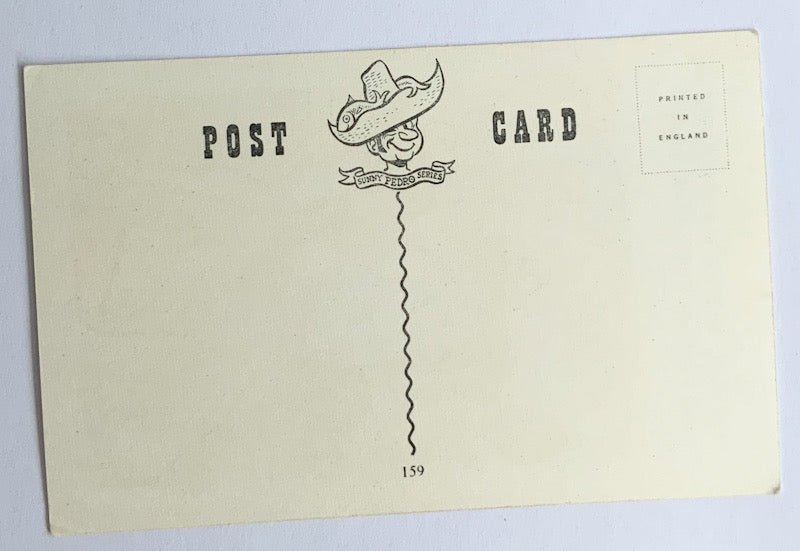 POST CARD
SUNNY PEDRO SERIES
PRINTED
IN
ENGLAND
159